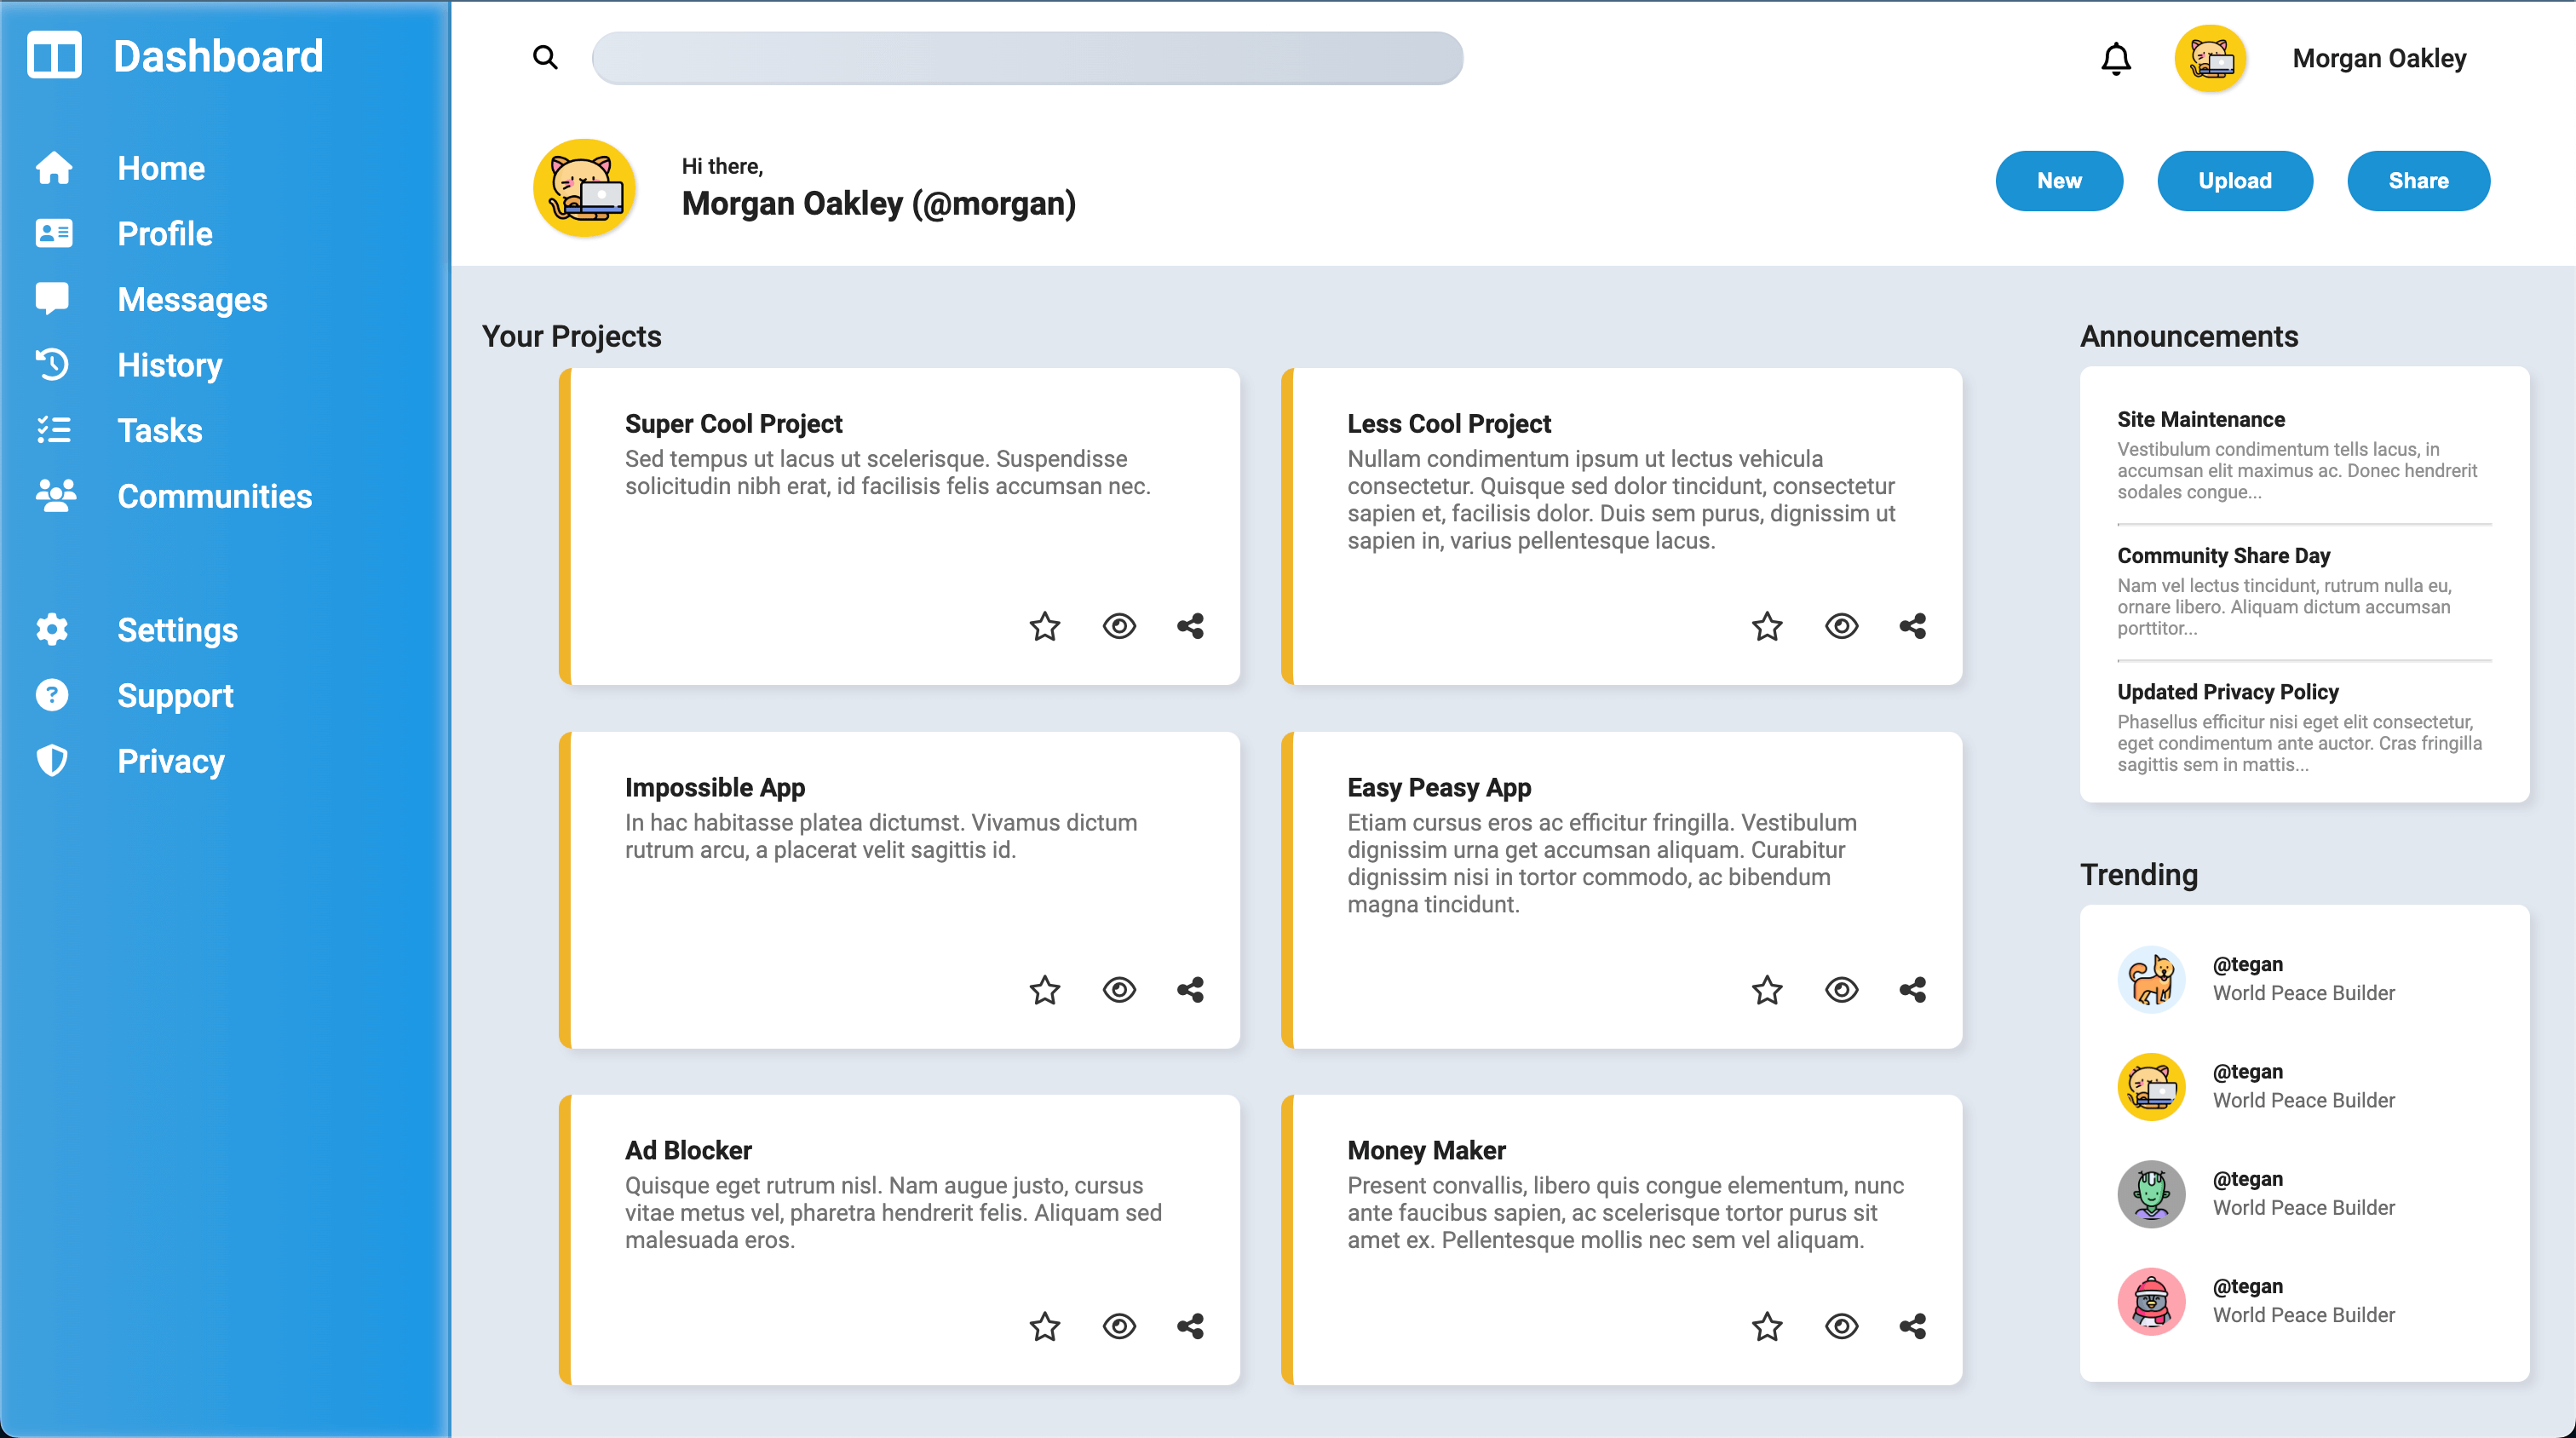 Dashboard
Home
Profile
Messages
History
Tasks
Communities
Settings
Support
Privacy
Morgan Oakley
Hi there,
Morgan Oakley (@morgan)
New
Upload
Share
Your Projects
Super Cool Project
Sed tempus ut lacus ut scelerisque. Suspendisse
solicitudin nibh erat, id facilisis felis accumsan nec.
Less Cool Project
Nullam condimentum ipsum ut lectus vehicula
consectetur. Quisque sed dolor tincidunt, consectetur
sapien et, facilisis dolor. Duis sem purus, dignissim ut
sapien in, varius pellentesque lacus.
Impossible App
In hac habitasse platea dictumst. Vivamus dictum
rutrum arcu, a placerat velit sagittis id.
Easy Peasy App
Etiam cursus eros ac efficitur fringilla. Vestibulum
dignissim urna get accumsan aliquam. Curabitur
dignissim nisi in tortor commodo, ac bibendum
magna tincidunt.
Ad Blocker
Quisque eget rutrum nisl. Nam augue justo, cursus
vitae metus vel, pharetra hendrerit felis. Aliquam sed
malesuada eros.
Money Maker
Present convallis, libero quis congue elementum, nunc
ante faucibus sapien, ac scelerisque tortor purus sit
amet ex. Pellentesque mollis nec sem vel aliquam.
Announcements
Site Maintenance
Vestibulum condimentum tells lacus, in
accumsan elit maximus ac. Donec hendrerit
sodales congue...
Community Share Day
Nam vel lectus tincidunt, rutrum nulla eu,
ornare libero. Aliquam dictum accumsan
porttitor...
Updated Privacy Policy
Phasellus efficitur nisi eget elit consectetur,
eget condimentum ante auctor. Cras fringilla
sagittis sem in mattis...
Trending
@tegan
World Peace Builder
@tegan
World Peace Builder
@tegan
World Peace Builder
@tegan
World Peace Builder